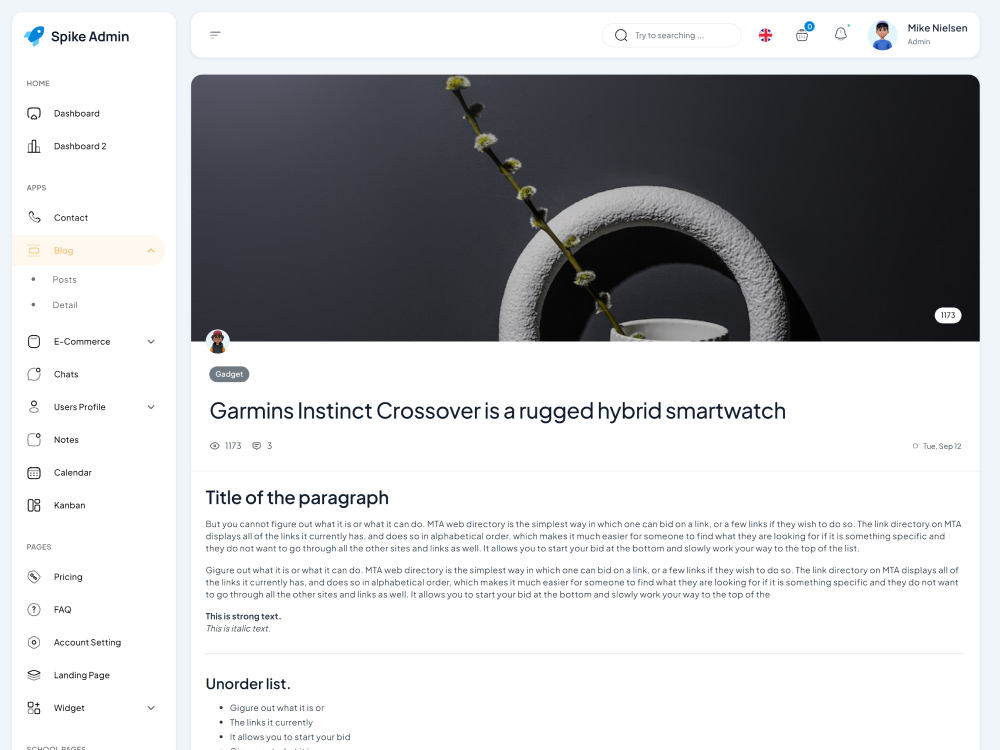 Spike Admin
HOME
Dashboard
Dashboard 2
APPS
Contact
Blog
Posts
Detail
E-Commerce
Chats
Users Profile
Notes
Calendar
Kanban
PAGES
Pricing
FAQ
Account Setting
Landing Page
Widget
SCHOOL PAGES
Try to searching ...
0
Mike Nielsen
Admin
1173
Gadget
Garmins Instinct Crossover is a rugged hybrid smartwatch
1173
3
Tue, Sep 12
Title of the paragraph
But you cannot figure out what it is or what it can do. MTA web directory is the simplest way in which one can bid on a link, or a few links if they wish to do so. The link directory on MTA
displays all of the links it currently has, and does so in alphabetical order, which makes it much easier for someone to find what they are looking for if it is something specific and
they do not want to go through all the other sites and links as well. It allows you to start your bid at the bottom and slowly work your way to the top of the list.
Gigure out what it is or what it can do. MTA web directory is the simplest way in which one can bid on a link, or a few links if they wish to do so. The link directory on MTA displays all of
the links it currently has, and does so in alphabetical order, which makes it much easier for someone to find what they are looking for if it is something specific and they do not want
to go through all the other sites and links as well. It allows you to start your bid at the bottom and slowly work your way to the top of the
This is strong text.
This is italic text.
Unorder list.
Gigure out what it is or
The links it currently
It allows you to start your bid